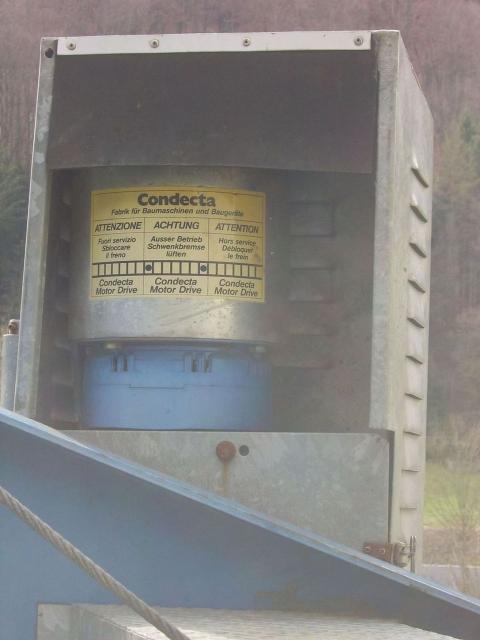 Condecta
Fabrik für Baumaschinen und Baugeräte
ATTENZIONE ACHTUNG ATTENTION
Fuori servizio Ausser Betrieb Hors service
Sbloccare Schwenkbremse Débloquer
il freno lüften le frein
Condecta Condecta Condecta
Motor Drive Motor Drive Motor Drive